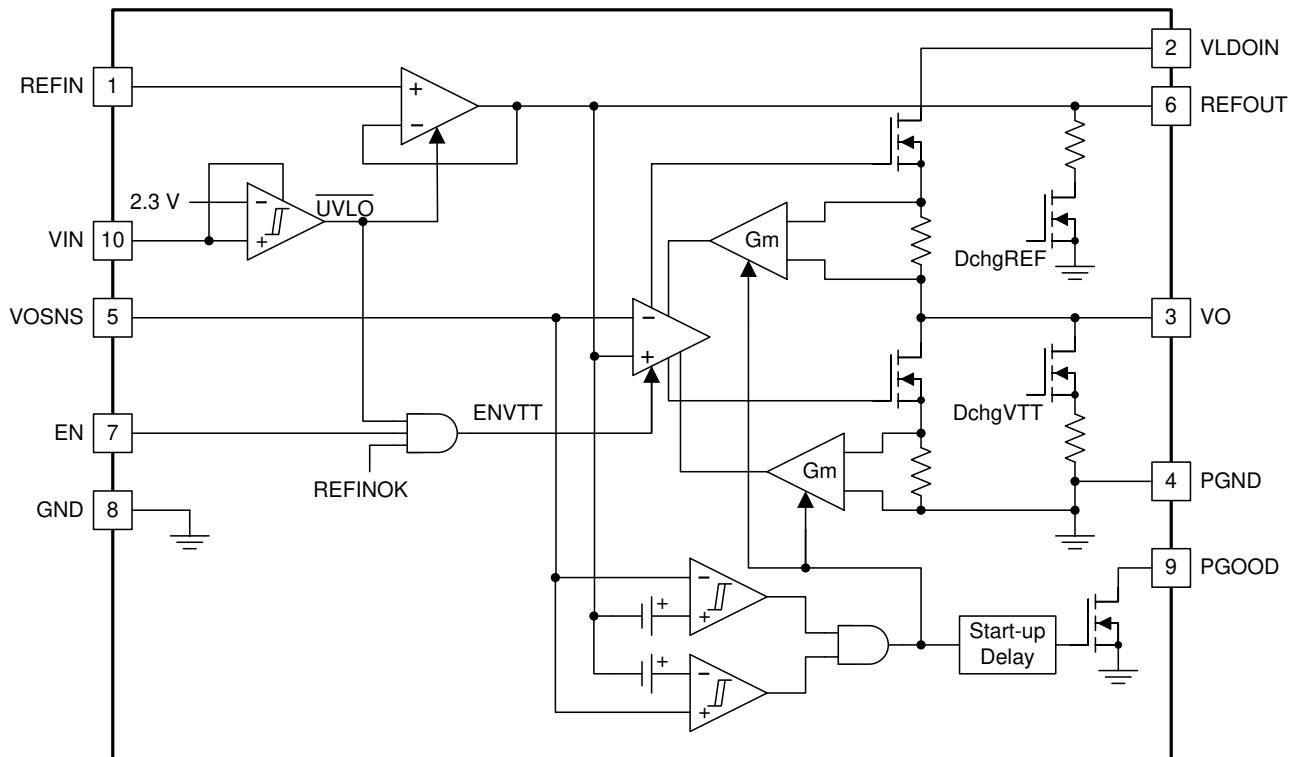 2 VLDOIN
REFIN 1
+
−
6 REFOUT
2.3 V
−
+
UVLO
VIN 10
Gm
DchgREF
VOSNS 5
−
+
3 VO
DchgVTT
EN 7
ENVTT
REFINOK
Gm
4 PGND
GND 8
9 PGOOD
−
+
+
Start-up
Delay
+
−
+